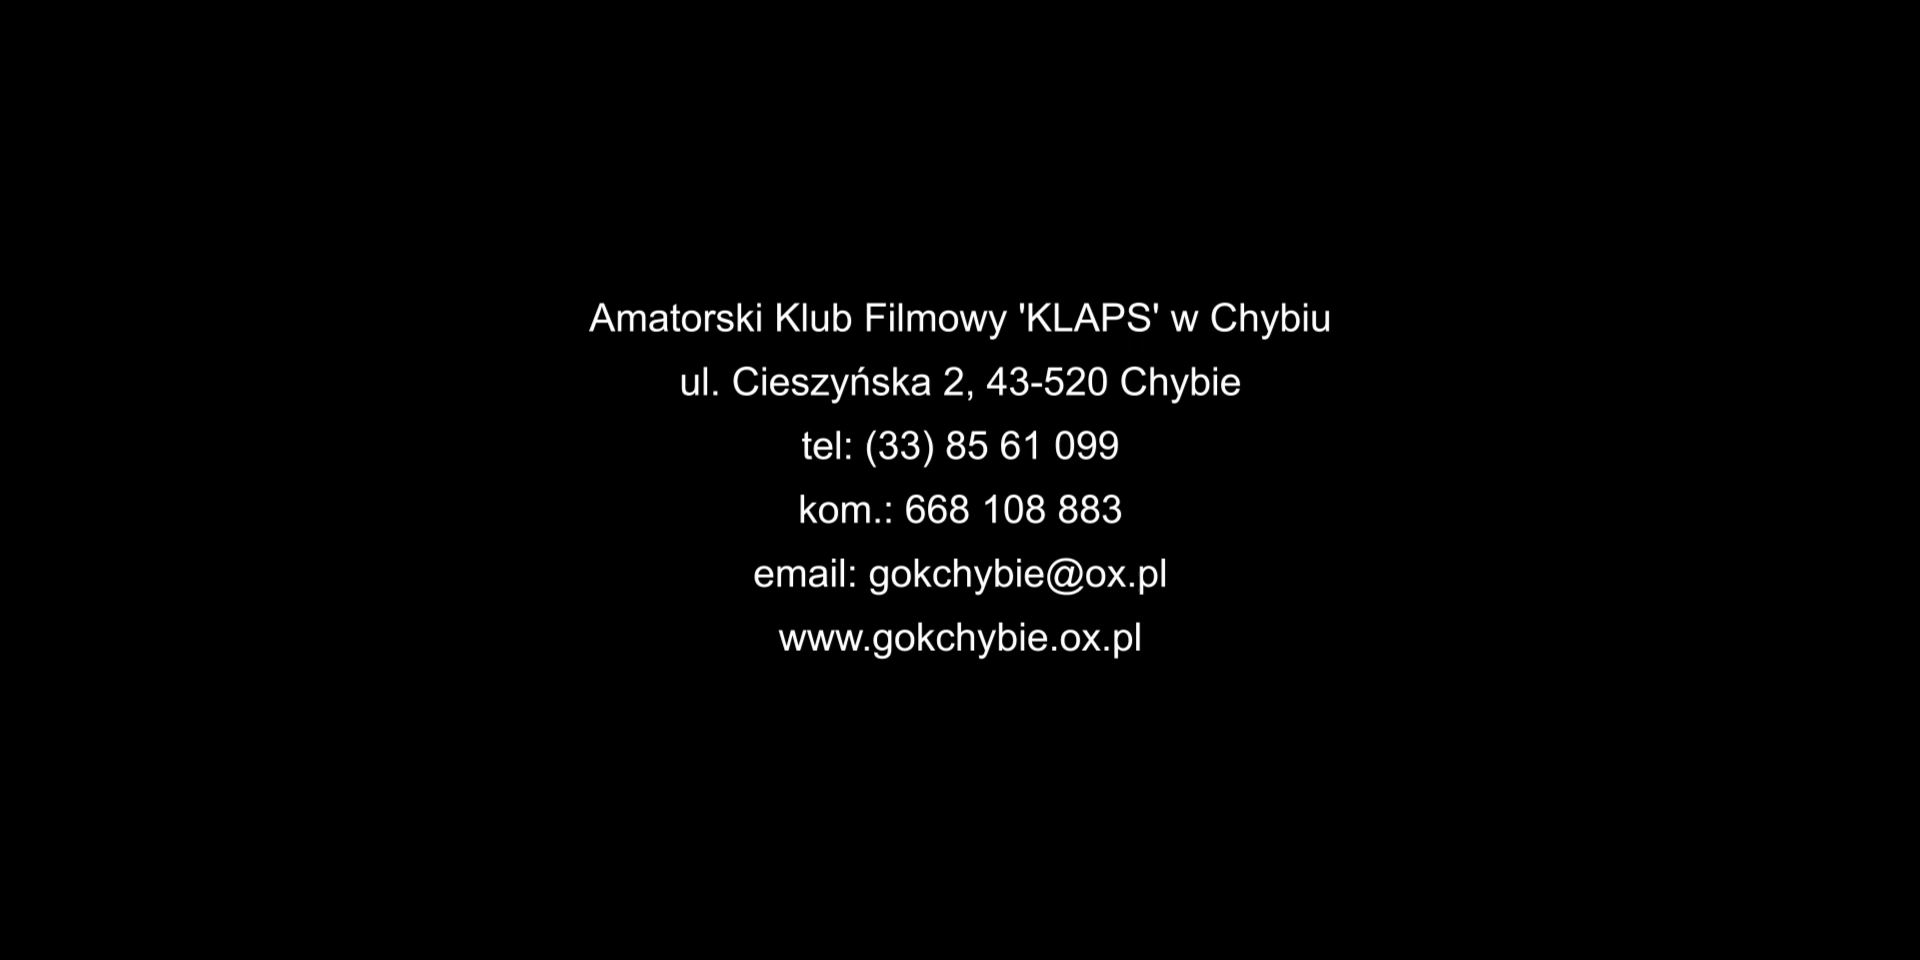 Amatorski Klub Filmowy 'KLAPS' w Chybiu
ul. Cieszyńska 2, 43-520 Chybie
tel: (33) 85 61 099
kom.: 668 108 883
email: gokchybie@ox.pl
www.gokchybie.ox.pl